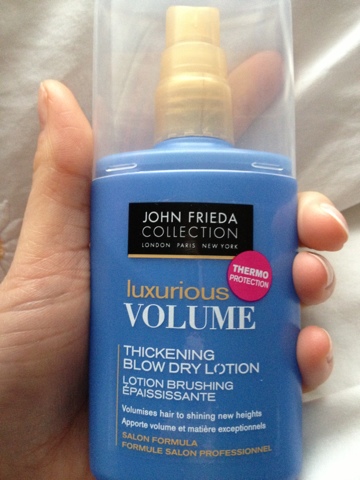 JOHN FRIEDA
COLLECTION
LONDON PARIS NEW YORK
THERMO
PROTECTION
luxurious
VOLUME
THICKENING
BLOW DRY LOTION
LOTION BRUSHING
ÉPAISSISSANTE
Volumises hair to shining new heights
Apporte volume et matière exceptionnels
SALON FORMULA
FORMULE SALON PROFESSIONNEL